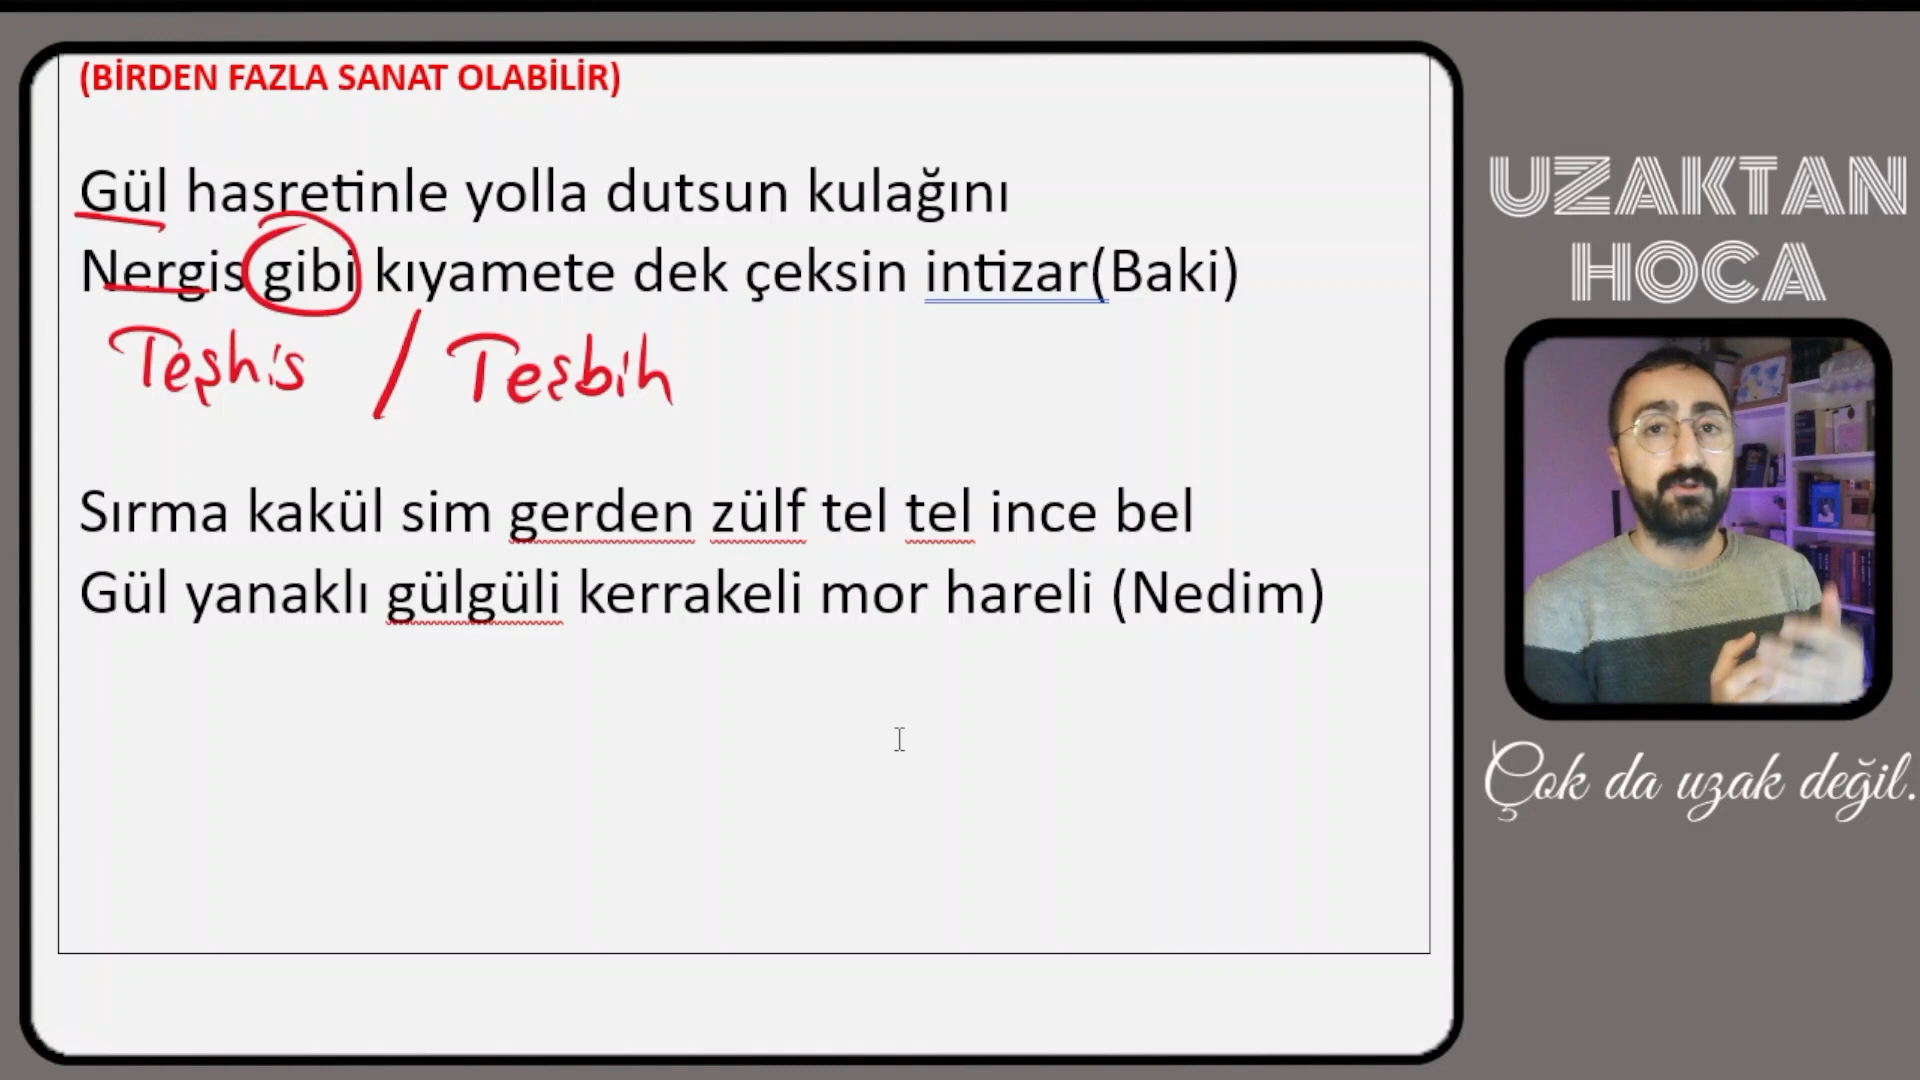 (BİRDEN FAZLA SANAT OLABİLİR)
Gül hasretinle yolla dutsun kulağını
Nergis gibi kıyamete dek çeksin intizar(Baki)
Teşhis / Teşbih
Sırma kakül sim gerden zülf tel tel ince bel
Gül yanaklı gülgüli kerrakeli mor hareli (Nedim)
UZAKTAN
HOCA
Çok da uzak değil.